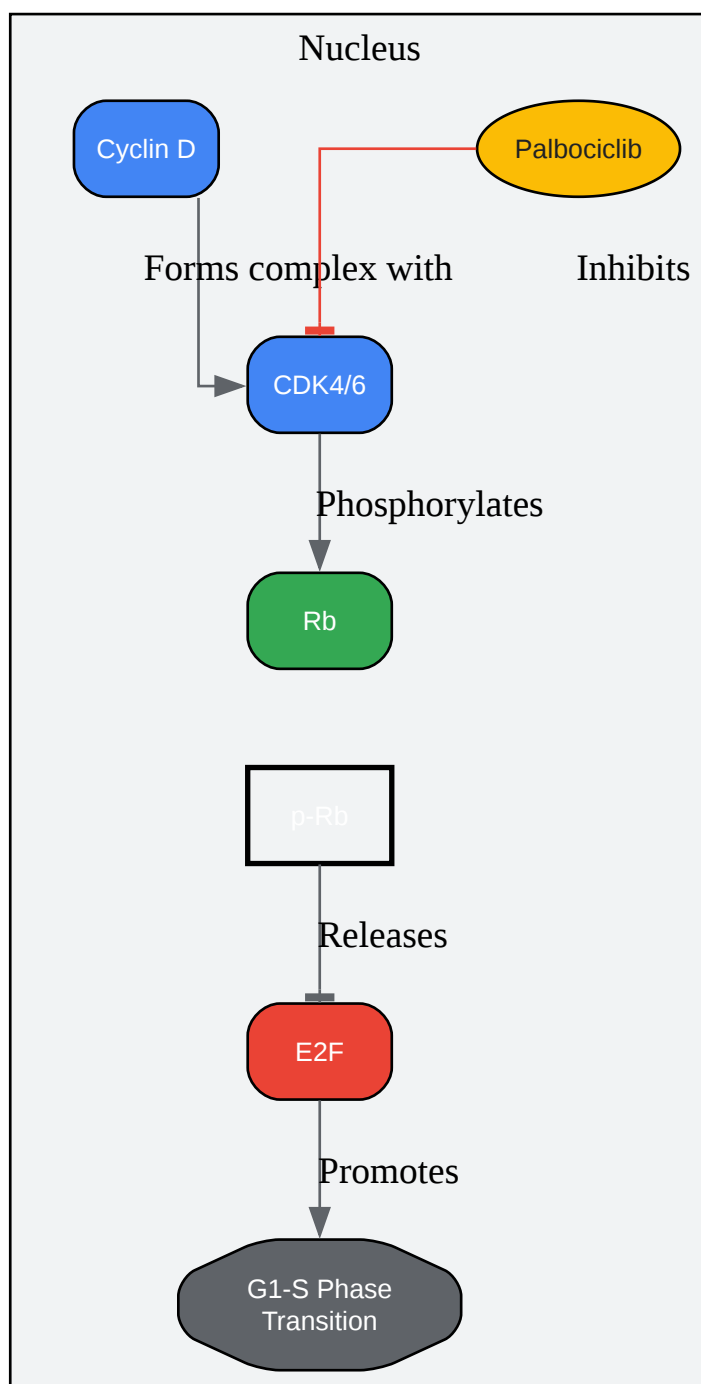 Nucleus
Cyclin D
Palbociclib
Forms complex with
Inhibits
CDK4/6
Phosphorylates
Rb
p-Rb
Releases
E2F
Promotes
G1-S Phase
Transition